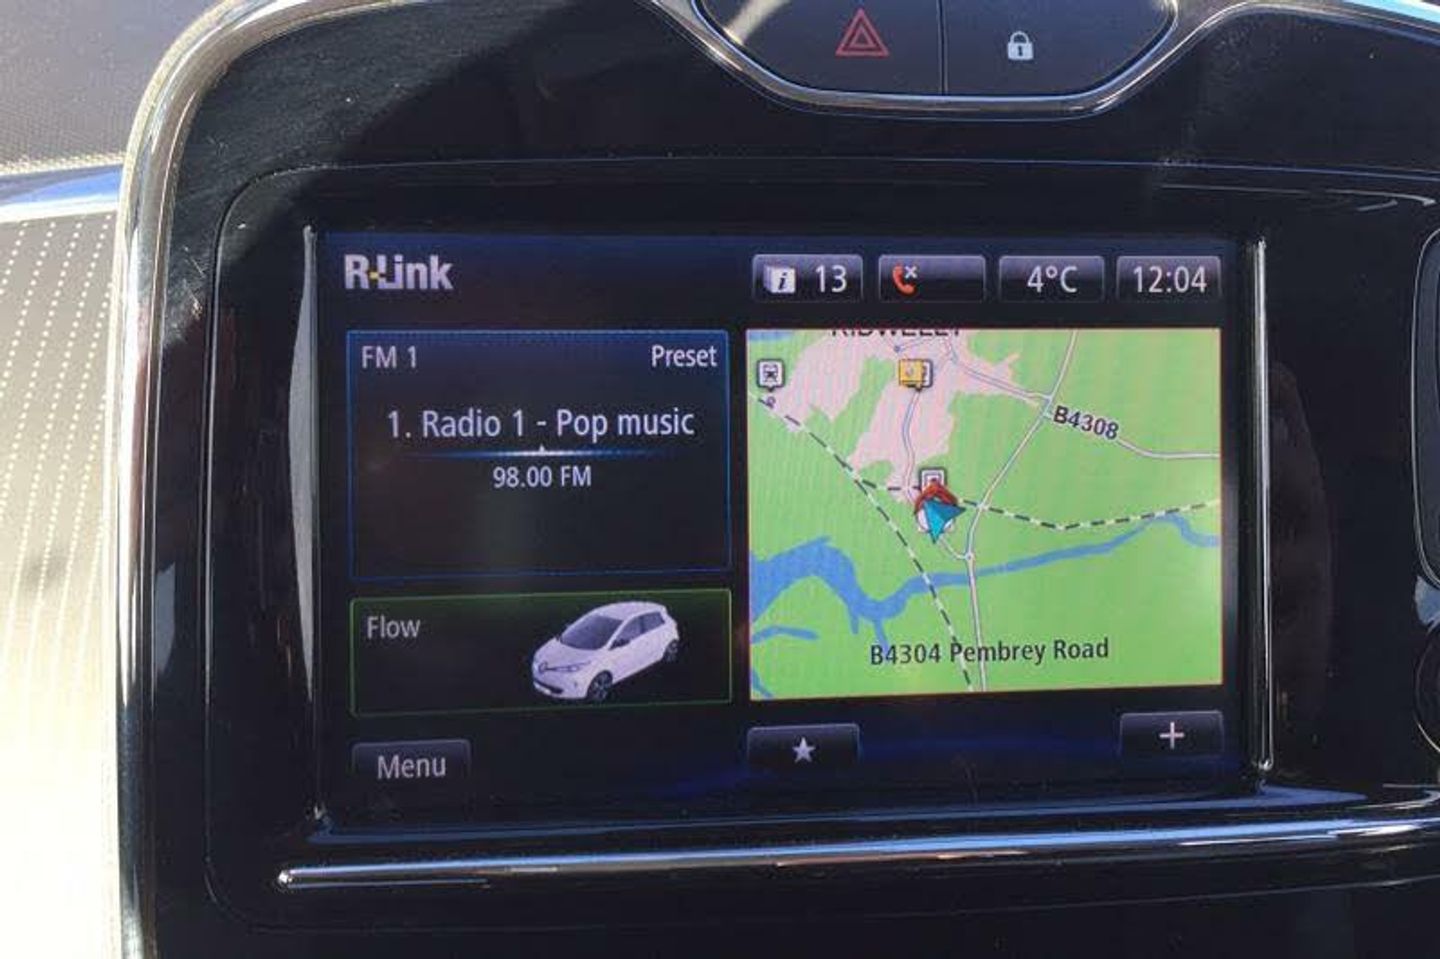 R-Link
13
4°C
12:04
FM 1
Preset
1. Radio 1 - Pop music
98.00 FM
Flow
KIDWELLY
B4308
B4304 Pembrey Road
Menu